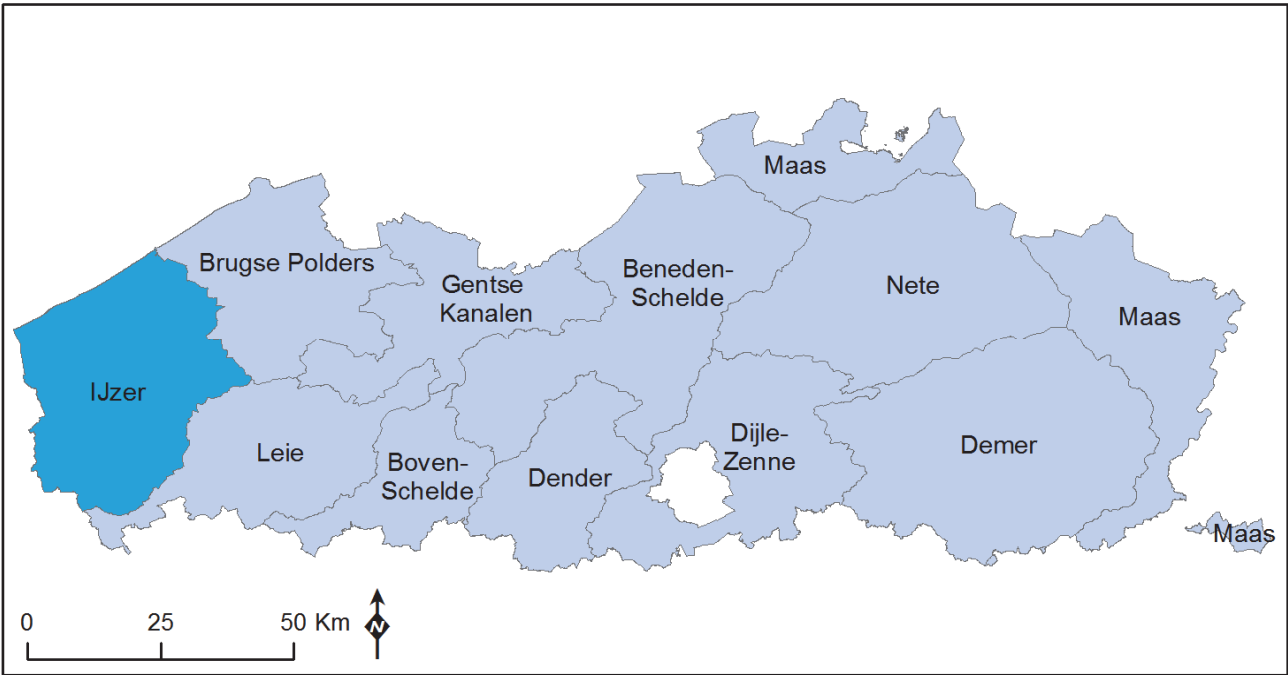 Maas
Brugse Polders
Gentse
Kanalen
Beneden-
Schelde
Nete
Maas
IJzer
Leie
Boven-
Schelde
Dender
Dijle-
Zenne
Demer
Maas
0 25 50 Km
N